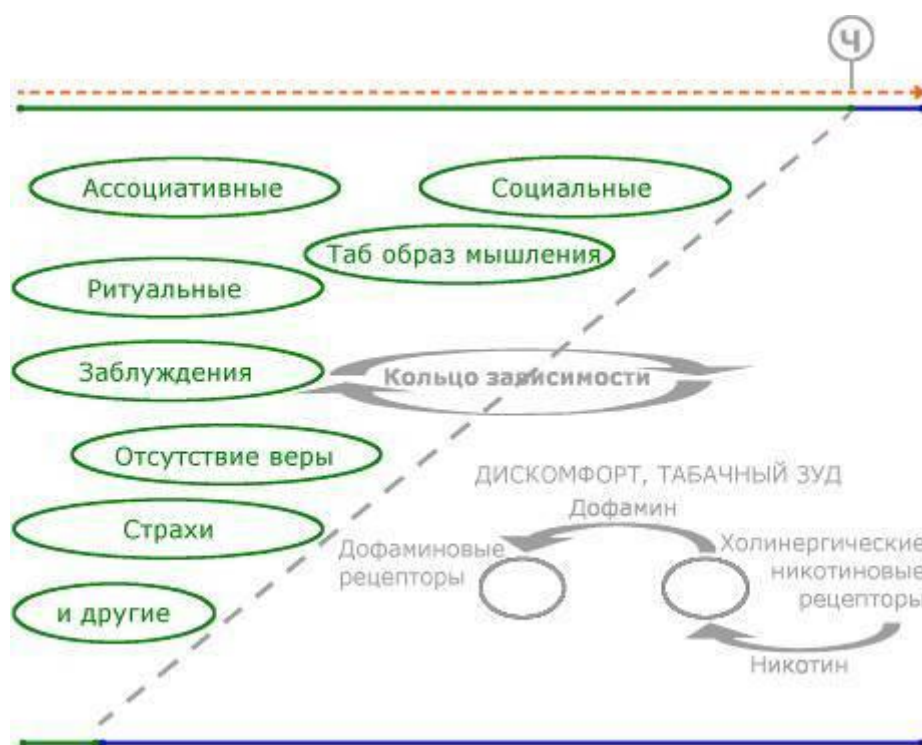 Ч
Ассоциативные
Социальные
Таб образ мышления
Ритуальные
Заблуждения
Кольцо зависимости
Отсутствие веры
ДИСКОМФОРТ, ТАБАЧНЫЙ ЗУД
Страхи
Дофамин
Дофаминовые
рецепторы
Холинергические
никотиновые
рецепторы
и другие
Никотин